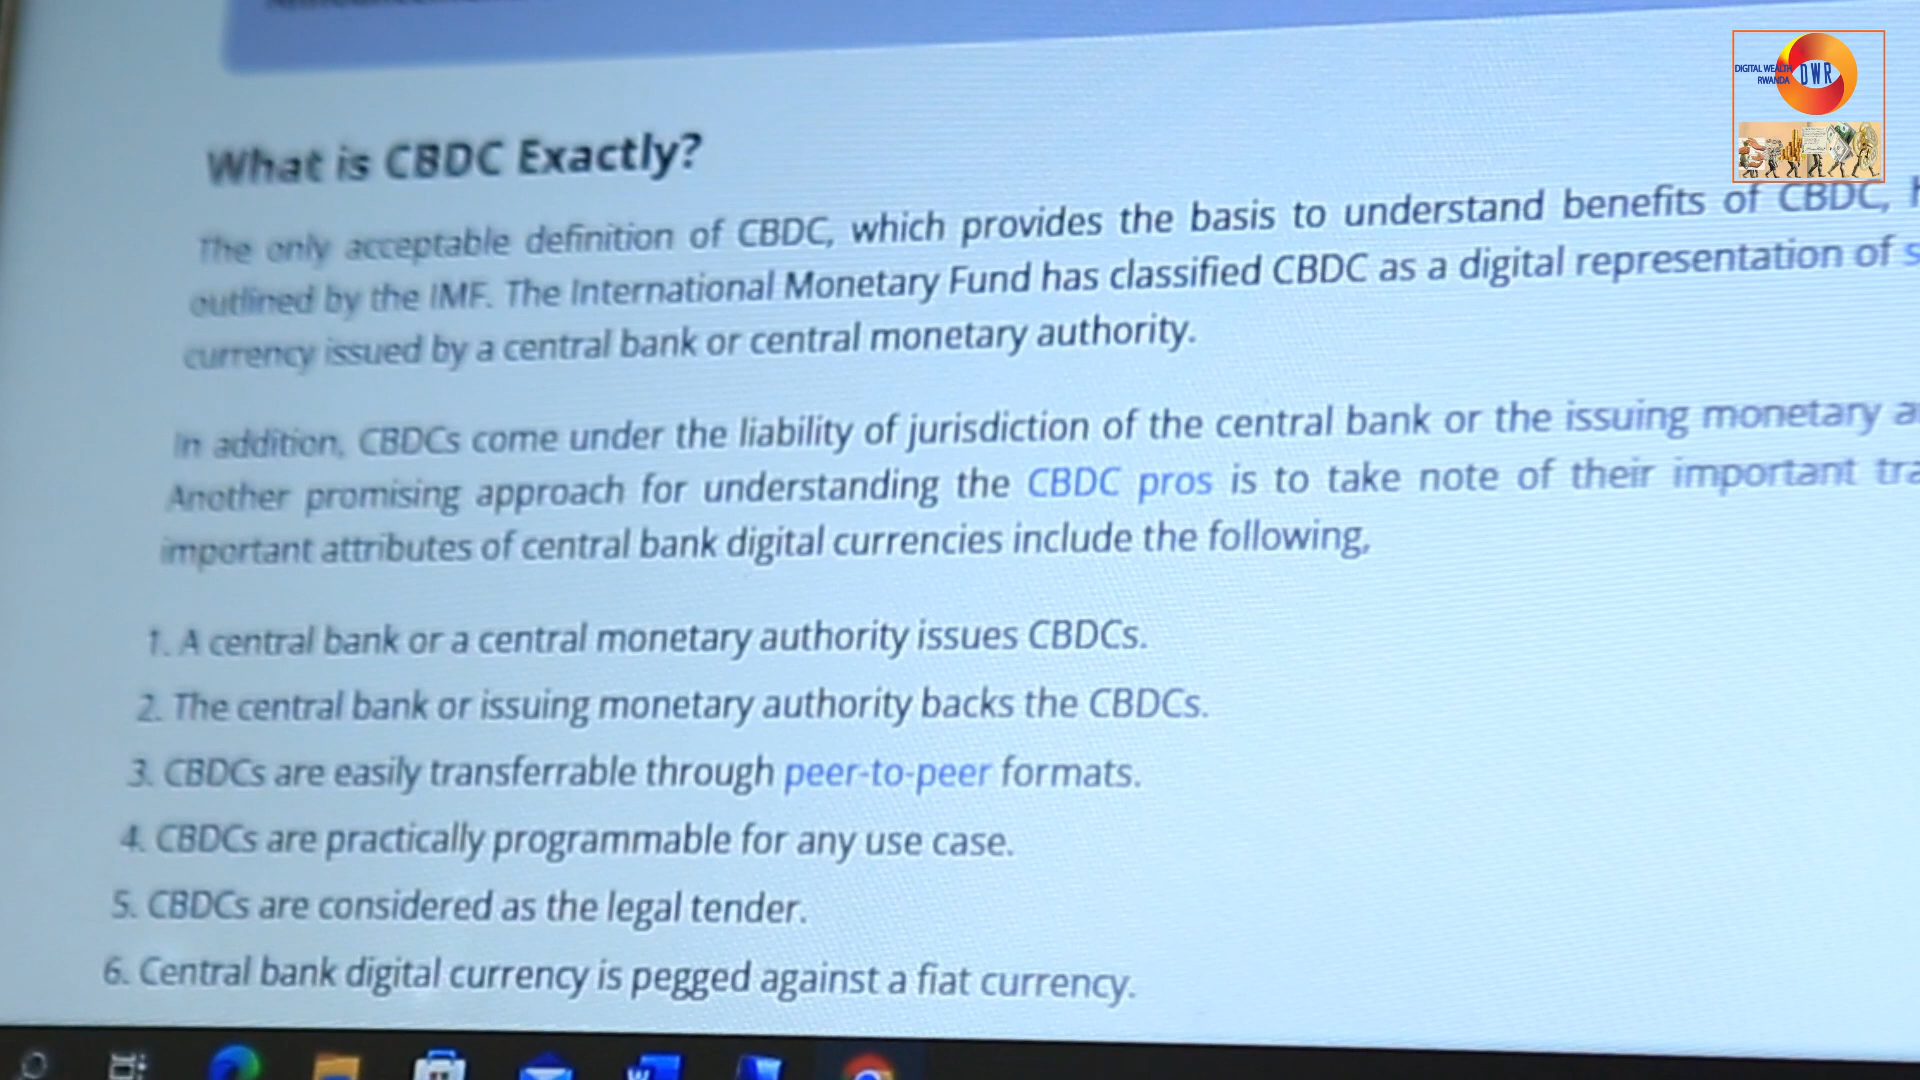 DIGITAL WEALTH
RWANDA
DWR
What is CBDC Exactly?
The only acceptable definition of CBDC, which provides the basis to understand benefits of CBDC,
outlined by the IMF. The International Monetary Fund has classified CBDC as a digital representation of
currency issued by a central bank or central monetary authority.
In addition, CBDCs come under the liability of jurisdiction of the central bank or the issuing monetary
Another promising approach for understanding the CBDC pros is to take note of their important
important attributes of central bank digital currencies include the following,
1. A central bank or a central monetary authority issues CBDCs.
2. The central bank or issuing monetary authority backs the CBDCs.
3. CBDCs are easily transferrable through peer-to-peer formats.
4. CBDCs are practically programmable for any use case.
5. CBDCs are considered as the legal tender.
6. Central bank digital currency is pegged against a fiat currency.